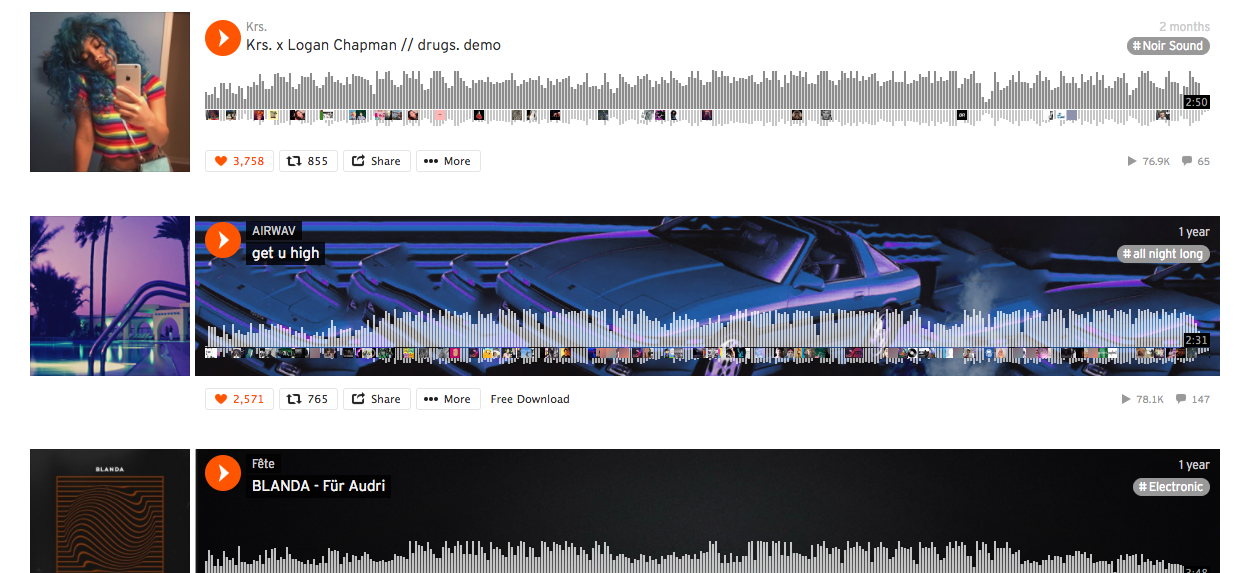 Krs.
2 months
Krs. x Logan Chapman // drugs. demo
# Noir Sound
2:50
3,758
855
Share
More
76.9K
65
AIRWAV
1 year
get u high
# all night long
2:31
2,571
765
Share
More
Free Download
78.1K
147
BLANDA
Fête
1 year
BLANDA - Für Audri
# Electronic